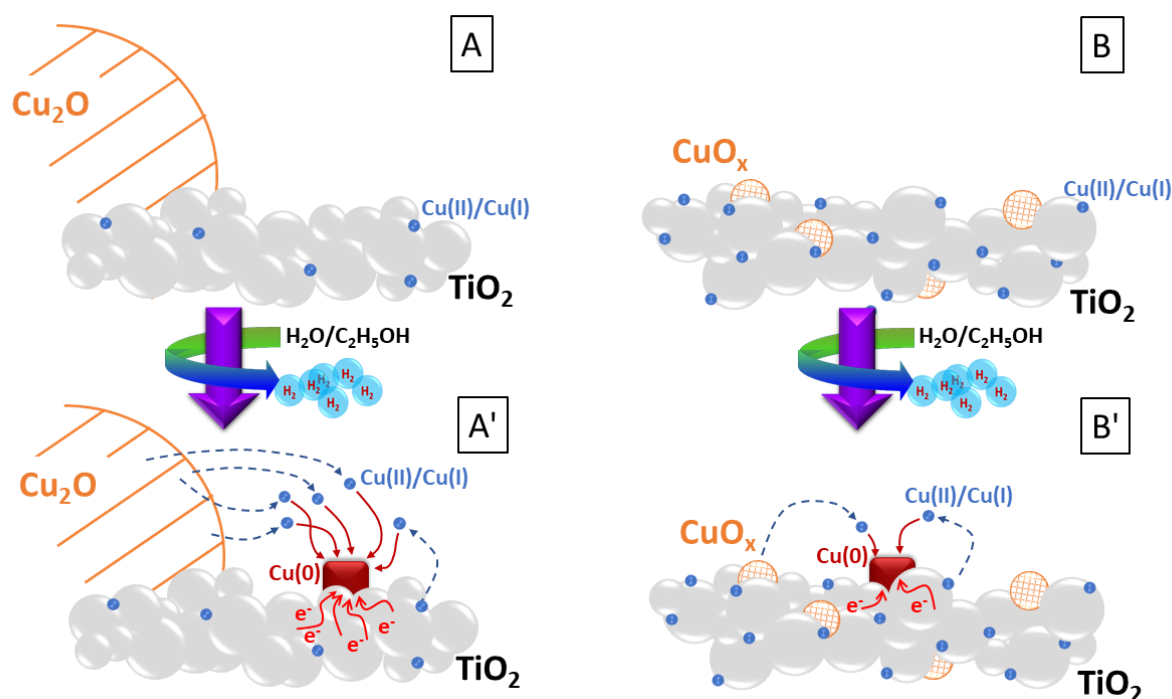 A
Cu₂O
Cu(II)/Cu(I)
TiO₂
H₂O/C₂H₅OH
H₂ H₂ H₂ H₂ H₂ H₂
A'
Cu₂O
Cu(II)/Cu(I)
Cu(0)
e⁻ e⁻ e⁻ e⁻
TiO₂
B
CuOₓ
Cu(II)/Cu(I)
TiO₂
H₂O/C₂H₅OH
H₂ H₂ H₂ H₂ H₂ H₂
B'
Cu(II)/Cu(I)
CuOₓ
Cu(0)
e⁻ e⁻
TiO₂